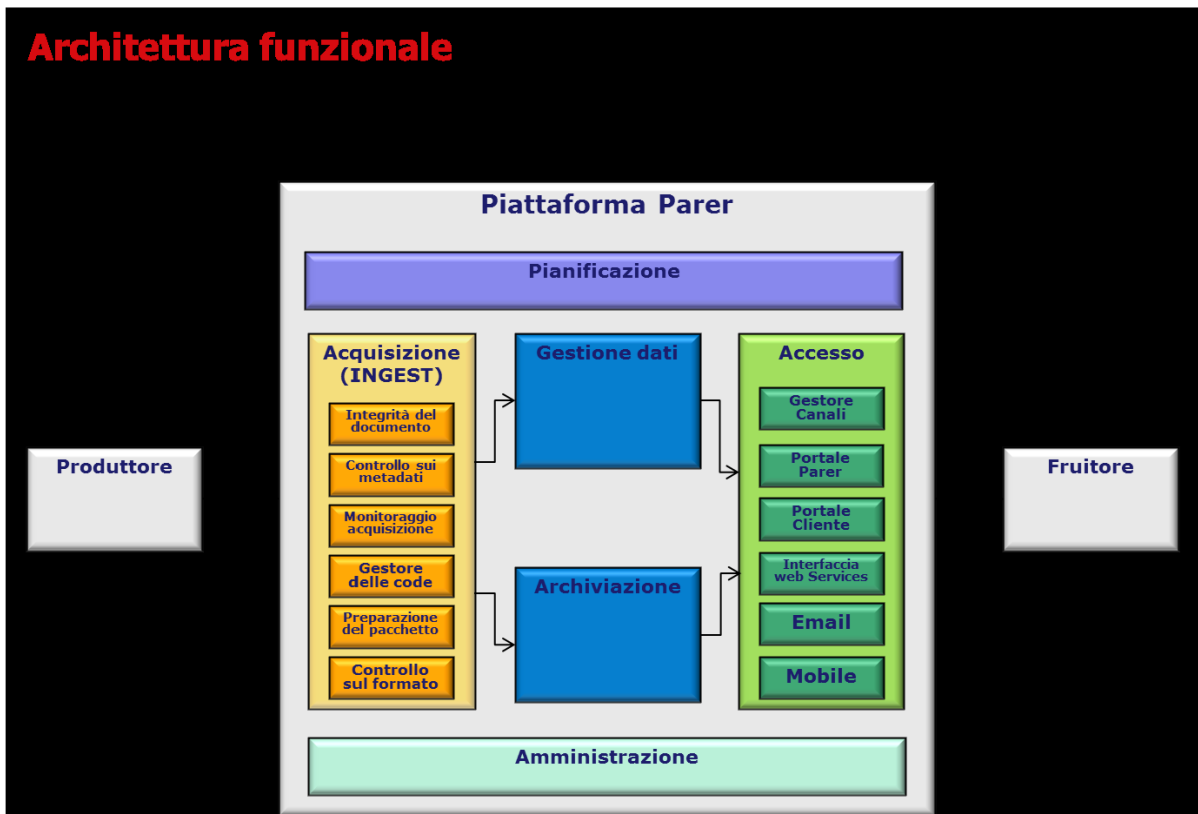 Architettura funzionale
Piattaforma Parer
Pianificazione
Acquisizione
(INGEST)
Integrità del
documento
Controllo sui
metadati
Monitoraggio
acquisizione
Gestore
delle code
Preparazione
del pacchetto
Controllo
sul formato
Gestione dati
Archiviazione
Accesso
Gestore
Canali
Portale
Parer
Portale
Cliente
Interfaccia
web Services
Email
Mobile
Produttore
Fruitore
Amministrazione